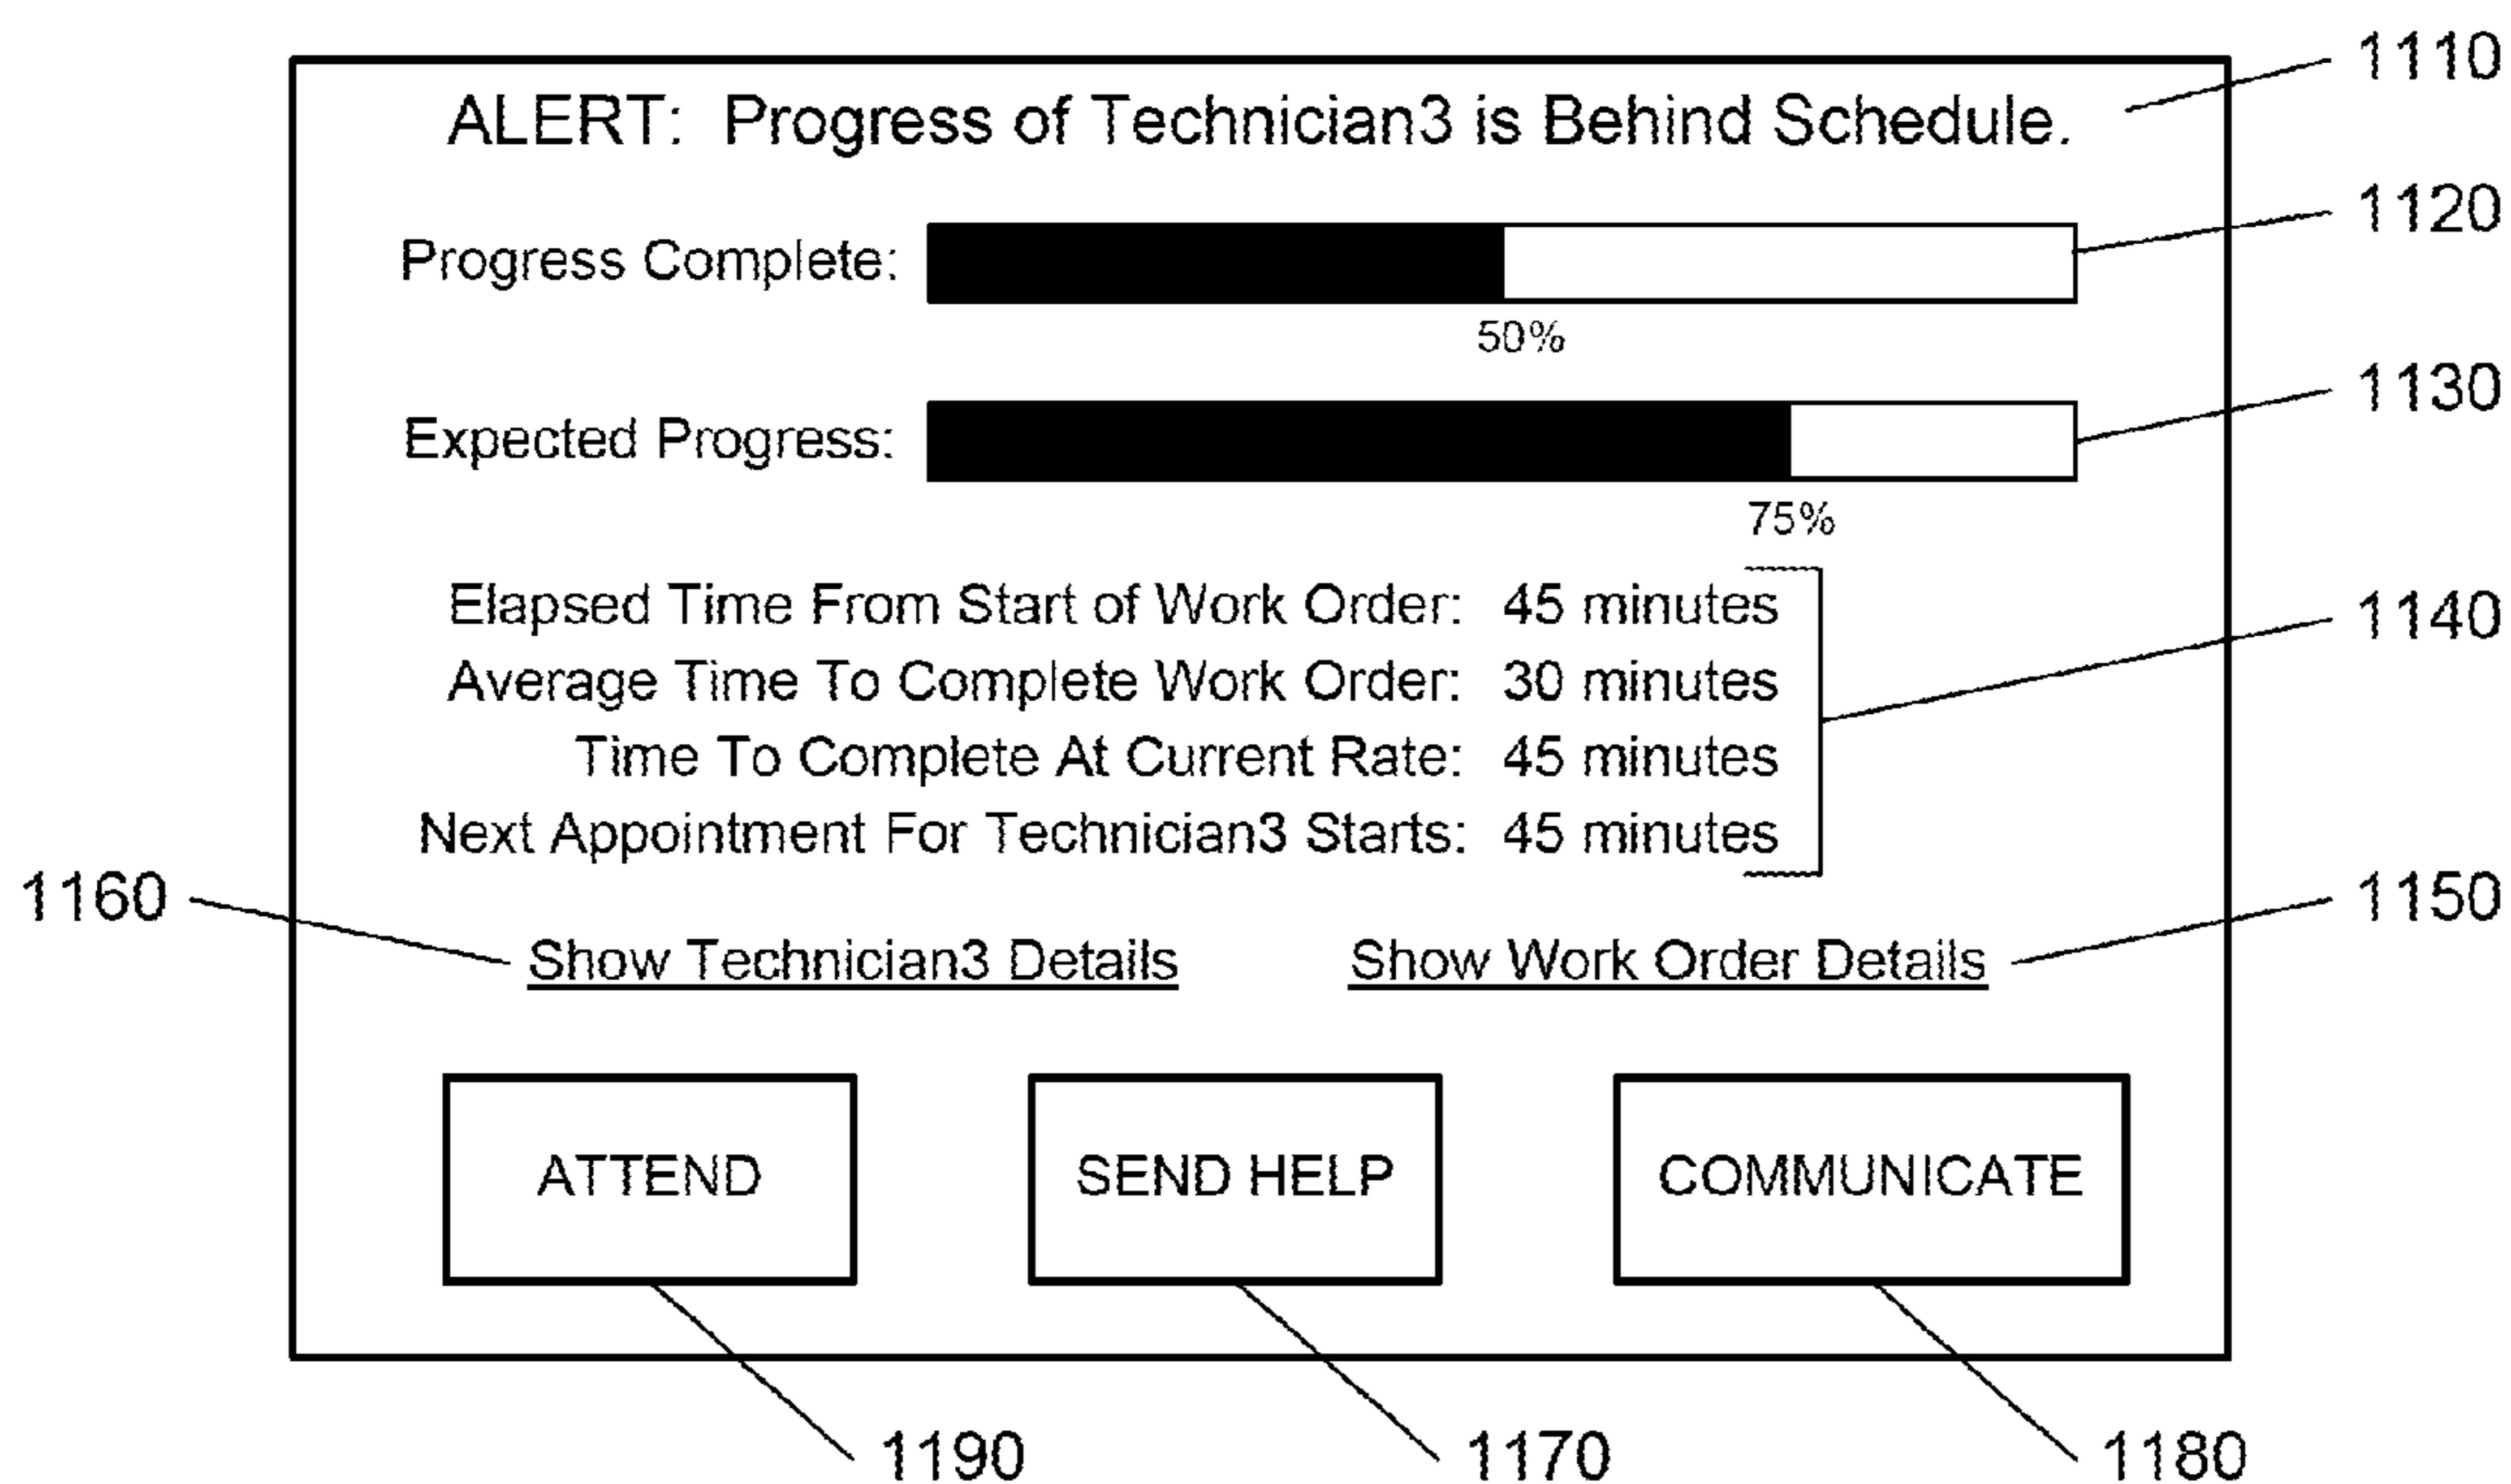 1110
ALERT: Progress of Technician3 is Behind Schedule.
1120
Progress Complete:
50%
1130
Expected Progress:
75%
Elapsed Time From Start of Work Order: 45 minutes
1140
Average Time To Complete Work Order: 30 minutes
Time To Complete At Current Rate: 45 minutes
Next Appointment For Technician3 Starts: 45 minutes
1160
1150
Show Technician3 Details
Show Work Order Details
ATTEND
SEND HELP
COMMUNICATE
1190
1170
1180